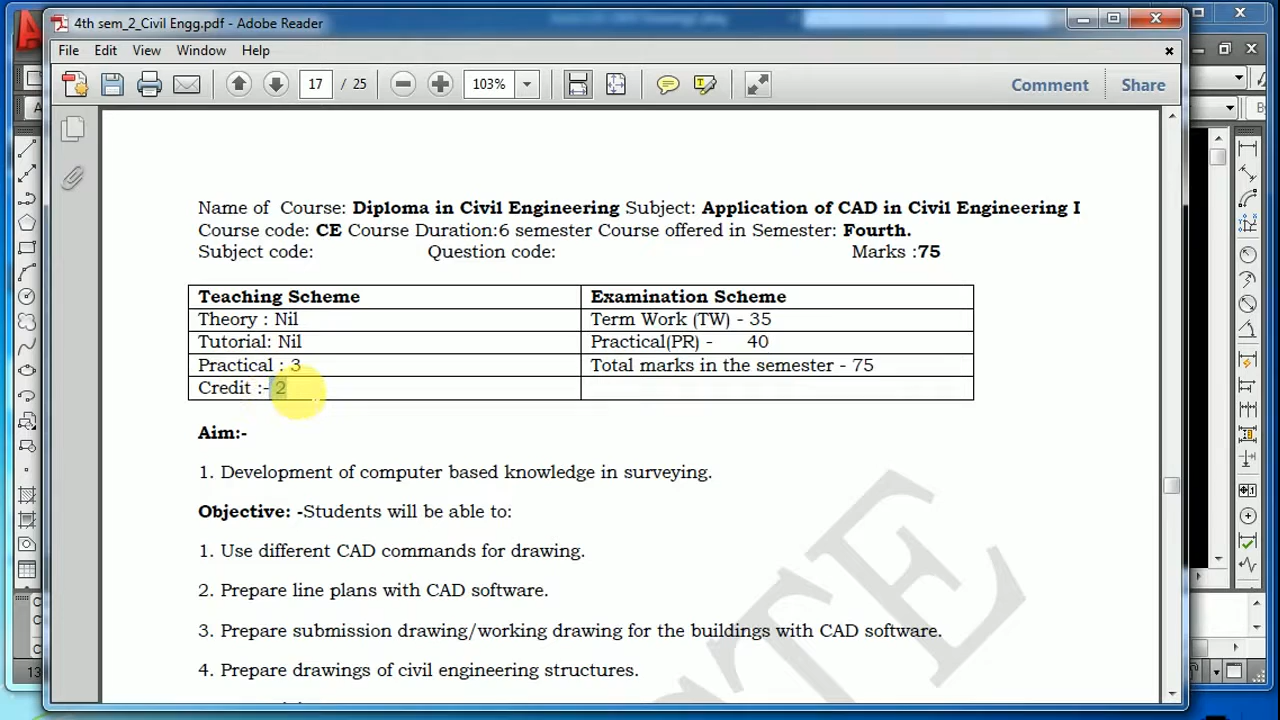 4th sem_2_Civil Engg.pdf - Adobe Reader
File Edit View Window Help
17 / 25 103% Comment Share
Name of Course: Diploma in Civil Engineering Subject: Application of CAD in Civil Engineering I
Course code: CE Course Duration:6 semester Course offered in Semester: Fourth.
Subject code: Question code: Marks :75
Teaching Scheme Examination Scheme
Theory : Nil Term Work (TW) - 35
Tutorial: Nil Practical(PR) - 40
Practical : 3 Total marks in the semester - 75
Credit :- 2
Aim:-
1. Development of computer based knowledge in surveying.
Objective: -Students will be able to:
1. Use different CAD commands for drawing.
2. Prepare line plans with CAD software.
3. Prepare submission drawing/working drawing for the buildings with CAD software.
4. Prepare drawings of civil engineering structures.